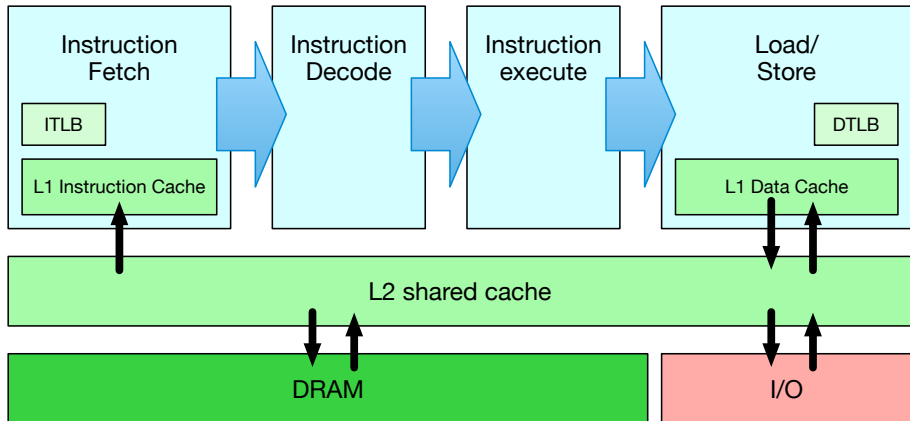 Instruction
Fetch
Instruction
Decode
Instruction
execute
Load/
Store
ITLB
DTLB
L1 Instruction Cache
L1 Data Cache
L2 shared cache
DRAM
I/O